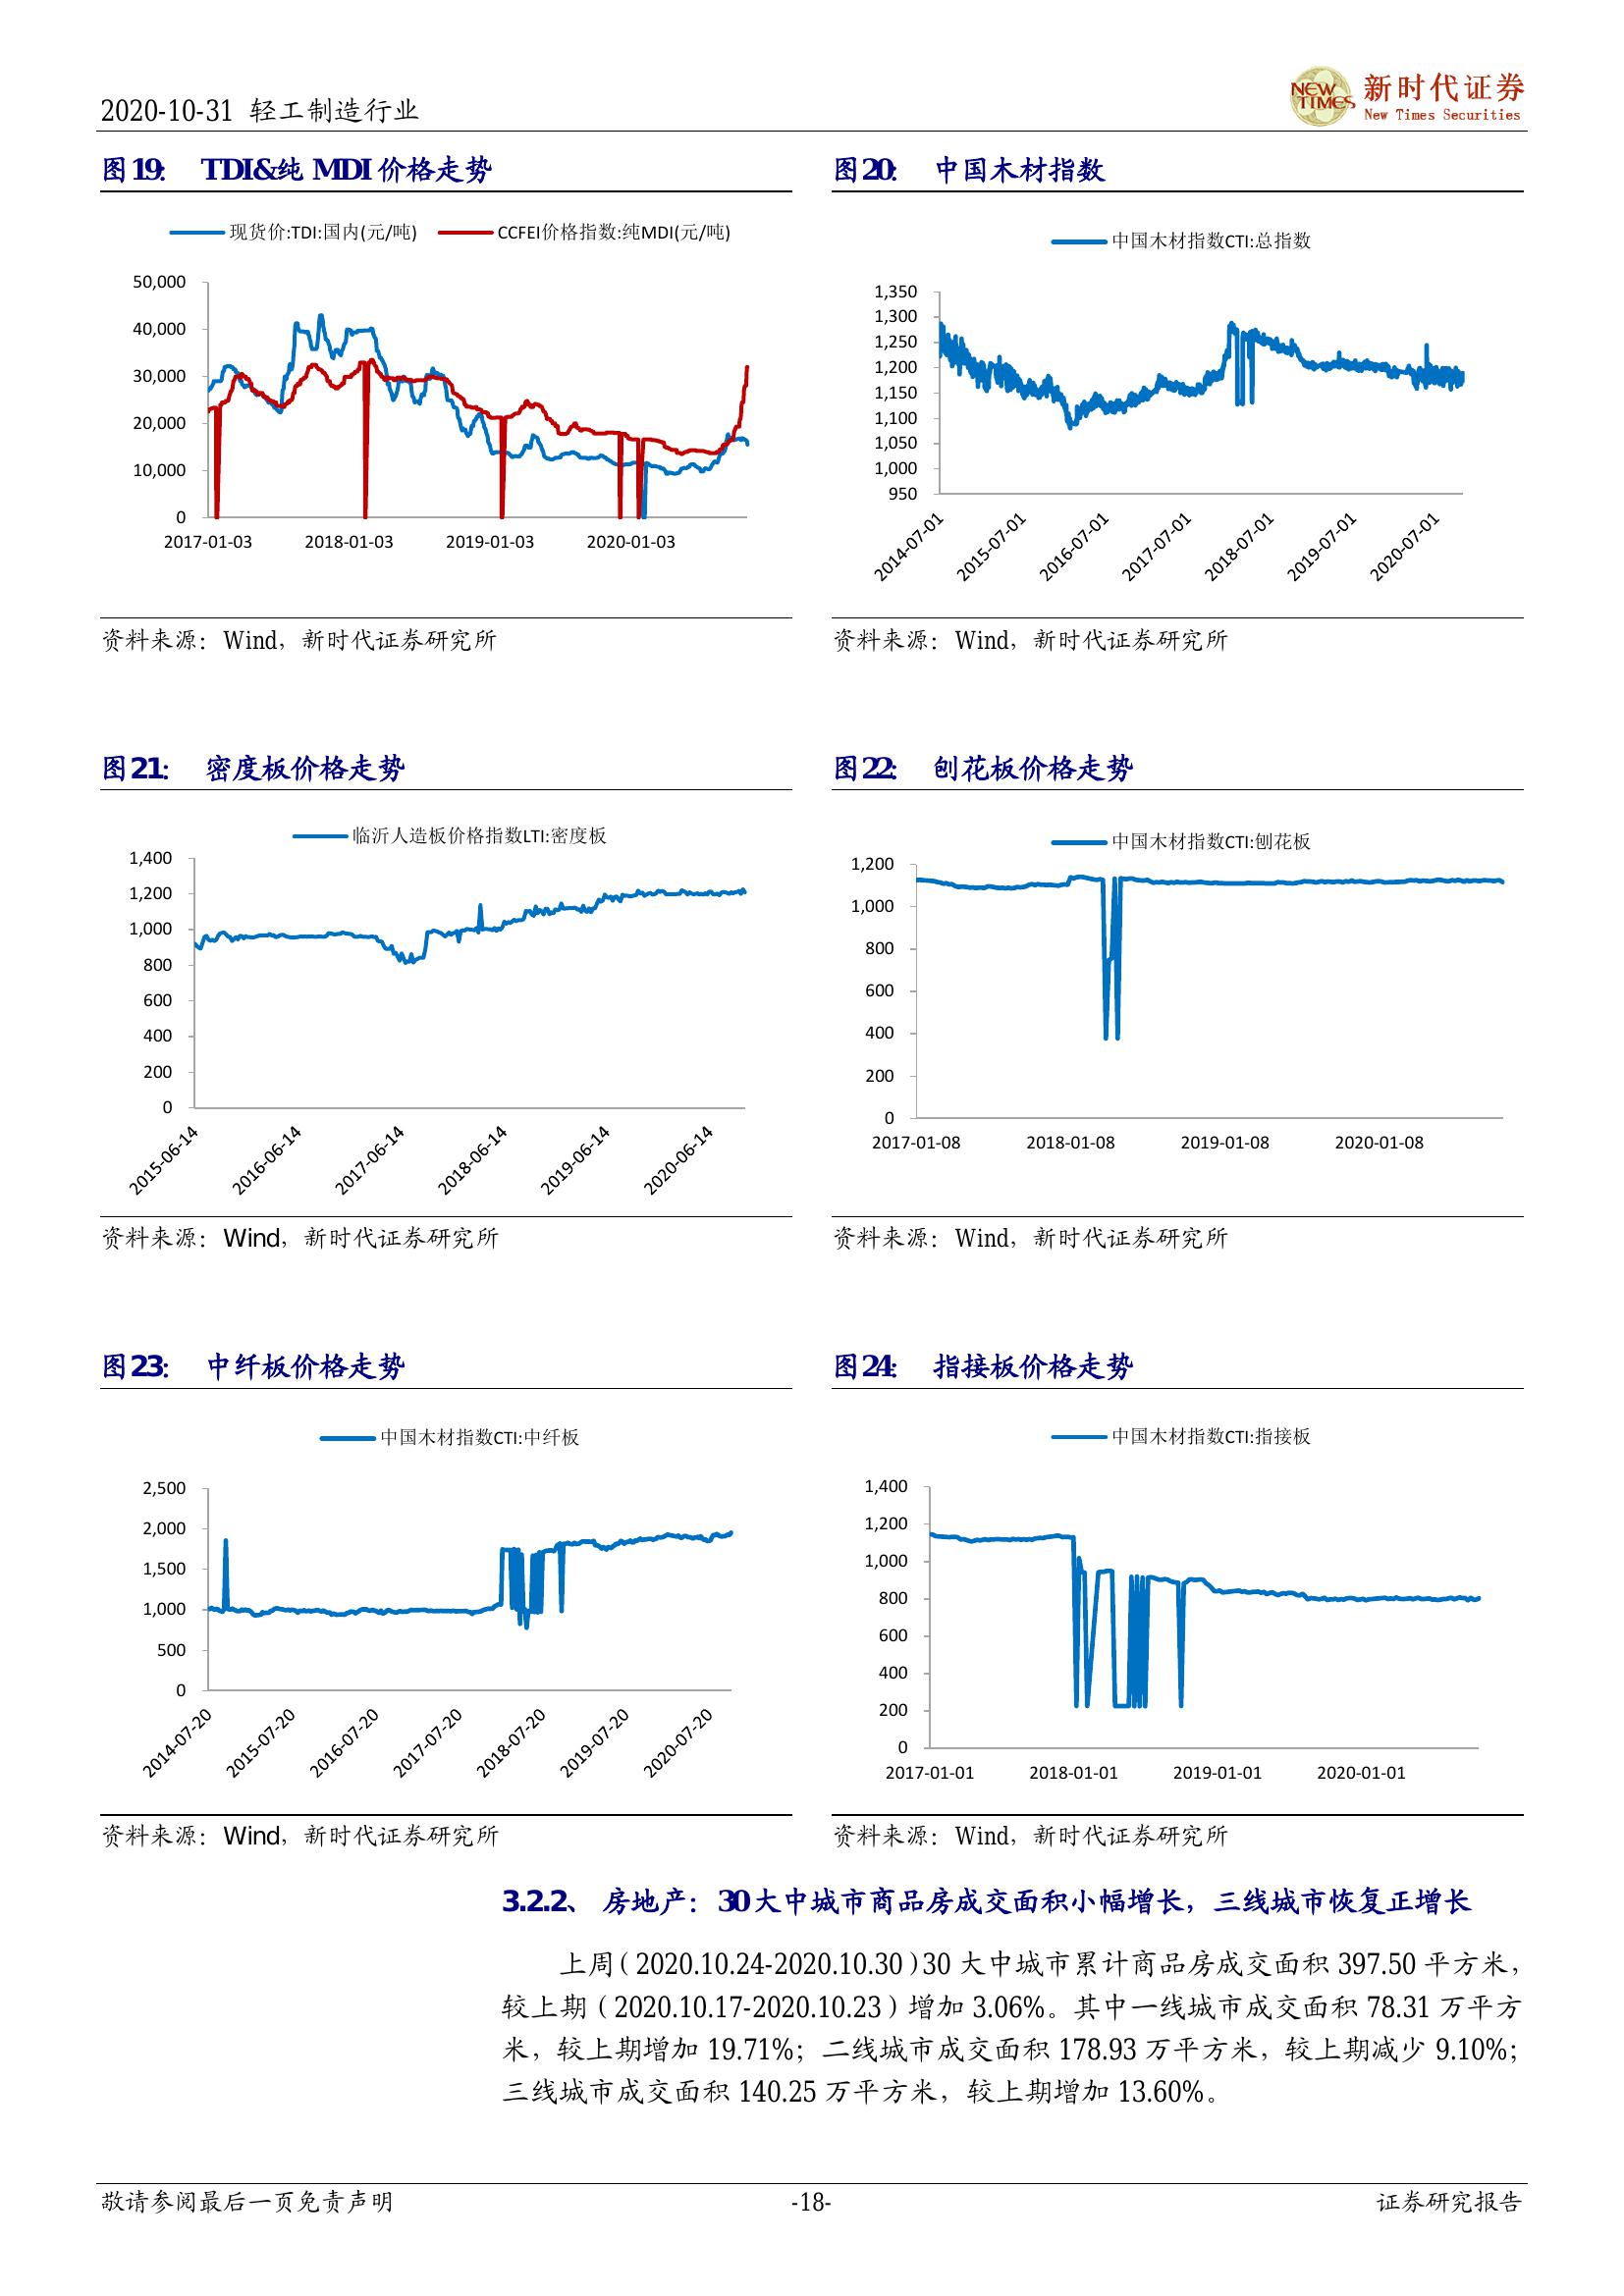 2020-10-31 轻工制造行业
NEW TIMES 新时代证券
New Times Securities
图19： TDI&纯 MDI 价格走势
现货价:TDI:国内(元/吨) CCFEI价格指数:纯MDI(元/吨)
50,000
40,000
30,000
20,000
10,000
0
2017-01-03 2018-01-03 2019-01-03 2020-01-03
资料来源：Wind，新时代证券研究所
图20： 中国木材指数
中国木材指数CTI:总指数
1,350
1,300
1,250
1,200
1,150
1,100
1,050
1,000
950
2014-07-01 2015-07-01 2016-07-01 2017-07-01 2018-07-01 2019-07-01 2020-07-01
资料来源：Wind，新时代证券研究所
图21： 密度板价格走势
临沂人造板价格指数LTI:密度板
1,400
1,200
1,000
800
600
400
200
0
2015-06-14 2016-06-14 2017-06-14 2018-06-14 2019-06-14 2020-06-14
资料来源：Wind，新时代证券研究所
图22： 刨花板价格走势
中国木材指数CTI:刨花板
1,200
1,000
800
600
400
200
0
2017-01-08 2018-01-08 2019-01-08 2020-01-08
资料来源：Wind，新时代证券研究所
图23： 中纤板价格走势
中国木材指数CTI:中纤板
2,500
2,000
1,500
1,000
500
0
2014-07-20 2015-07-20 2016-07-20 2017-07-20 2018-07-20 2019-07-20 2020-07-20
资料来源：Wind，新时代证券研究所
图24： 指接板价格走势
中国木材指数CTI:指接板
1,400
1,200
1,000
800
600
400
200
0
2017-01-01 2018-01-01 2019-01-01 2020-01-01
资料来源：Wind，新时代证券研究所
3.2.2、 房地产：30大中城市商品房成交面积小幅增长，三线城市恢复正增长
上周（2020.10.24-2020.10.30）30 大中城市累计商品房成交面积 397.50 平方米，
较上期（2020.10.17-2020.10.23）增加 3.06%。其中一线城市成交面积 78.31 万平方
米，较上期增加 19.71%；二线城市成交面积 178.93 万平方米，较上期减少 9.10%；
三线城市成交面积 140.25 万平方米，较上期增加 13.60%。
敬请参阅最后一页免责声明 -18- 证券研究报告